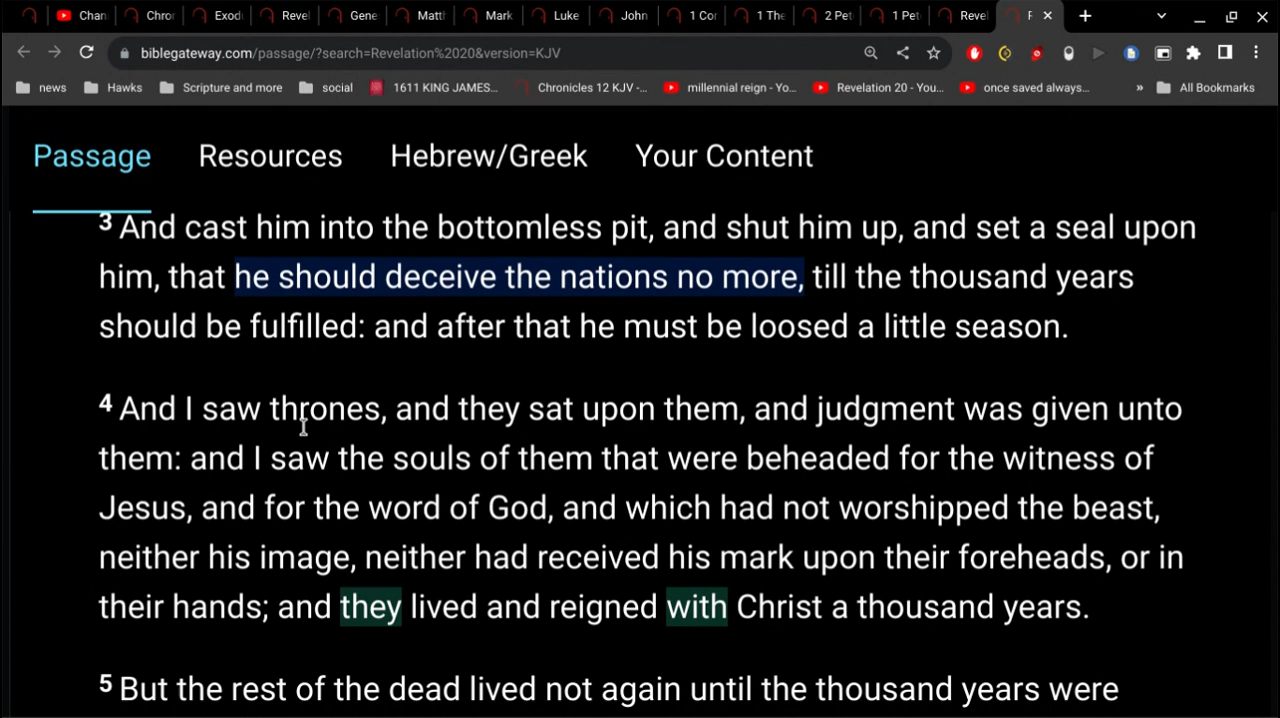 Chan
Chror
Exod
Revel
Gene
Matt
Mark
Luke
John
1 Cor
1 The
2 Pet
1 Pet
Revel
biblegateway.com/passage/?search=Revelation%2020&version=KJV
news
Hawks
Scripture and more
social
1611 KING JAMES...
Chronicles 12 KJV -...
millennial reign - Yo...
Revelation 20 - You...
once saved always...
»
All Bookmarks
Passage
Resources
Hebrew/Greek
Your Content
3 And cast him into the bottomless pit, and shut him up, and set a seal upon
him, that he should deceive the nations no more, till the thousand years
should be fulfilled: and after that he must be loosed a little season.
4 And I saw thrones, and they sat upon them, and judgment was given unto
them: and I saw the souls of them that were beheaded for the witness of
Jesus, and for the word of God, and which had not worshipped the beast,
neither his image, neither had received his mark upon their foreheads, or in
their hands; and they lived and reigned with Christ a thousand years.
5 But the rest of the dead lived not again until the thousand years were